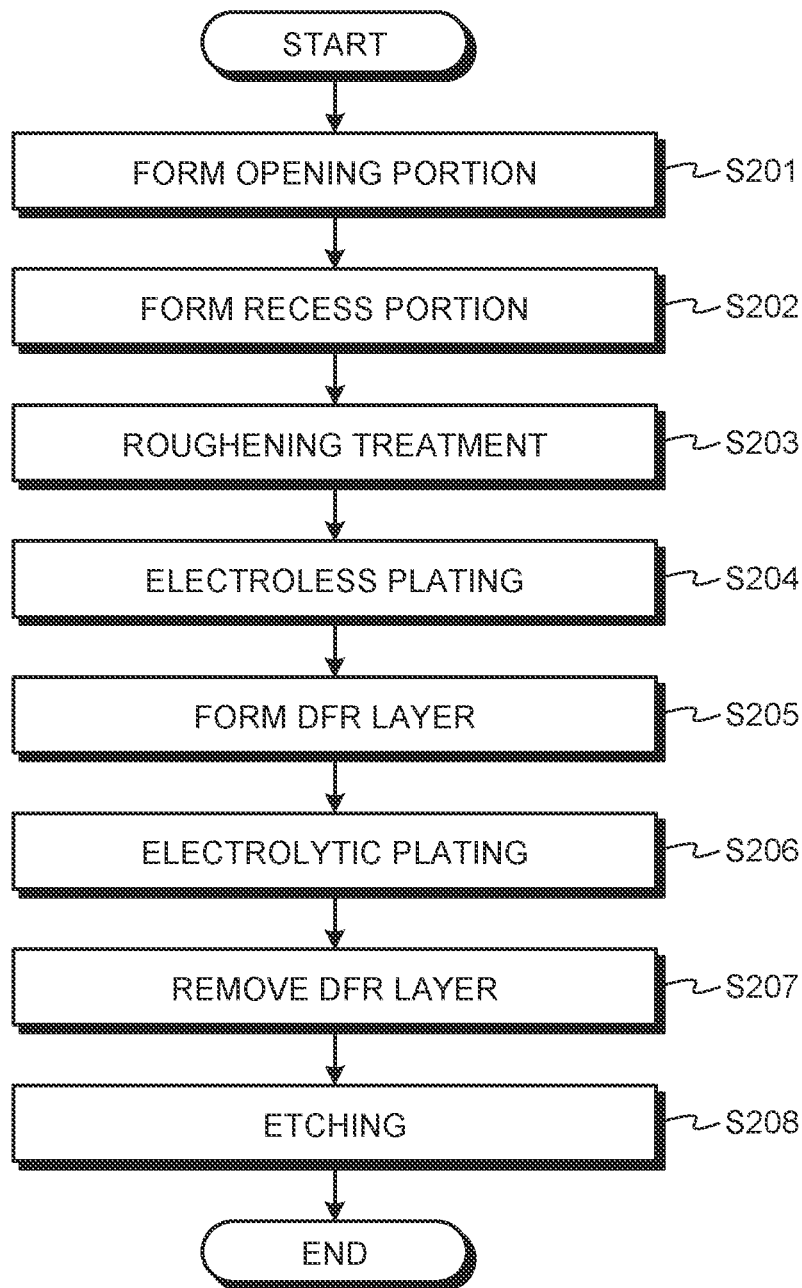 START
FORM OPENING PORTION
S201
FORM RECESS PORTION
S202
ROUGHENING TREATMENT
S203
ELECTROLESS PLATING
S204
FORM DFR LAYER
S205
ELECTROLYTIC PLATING
S206
REMOVE DFR LAYER
S207
ETCHING
S208
END